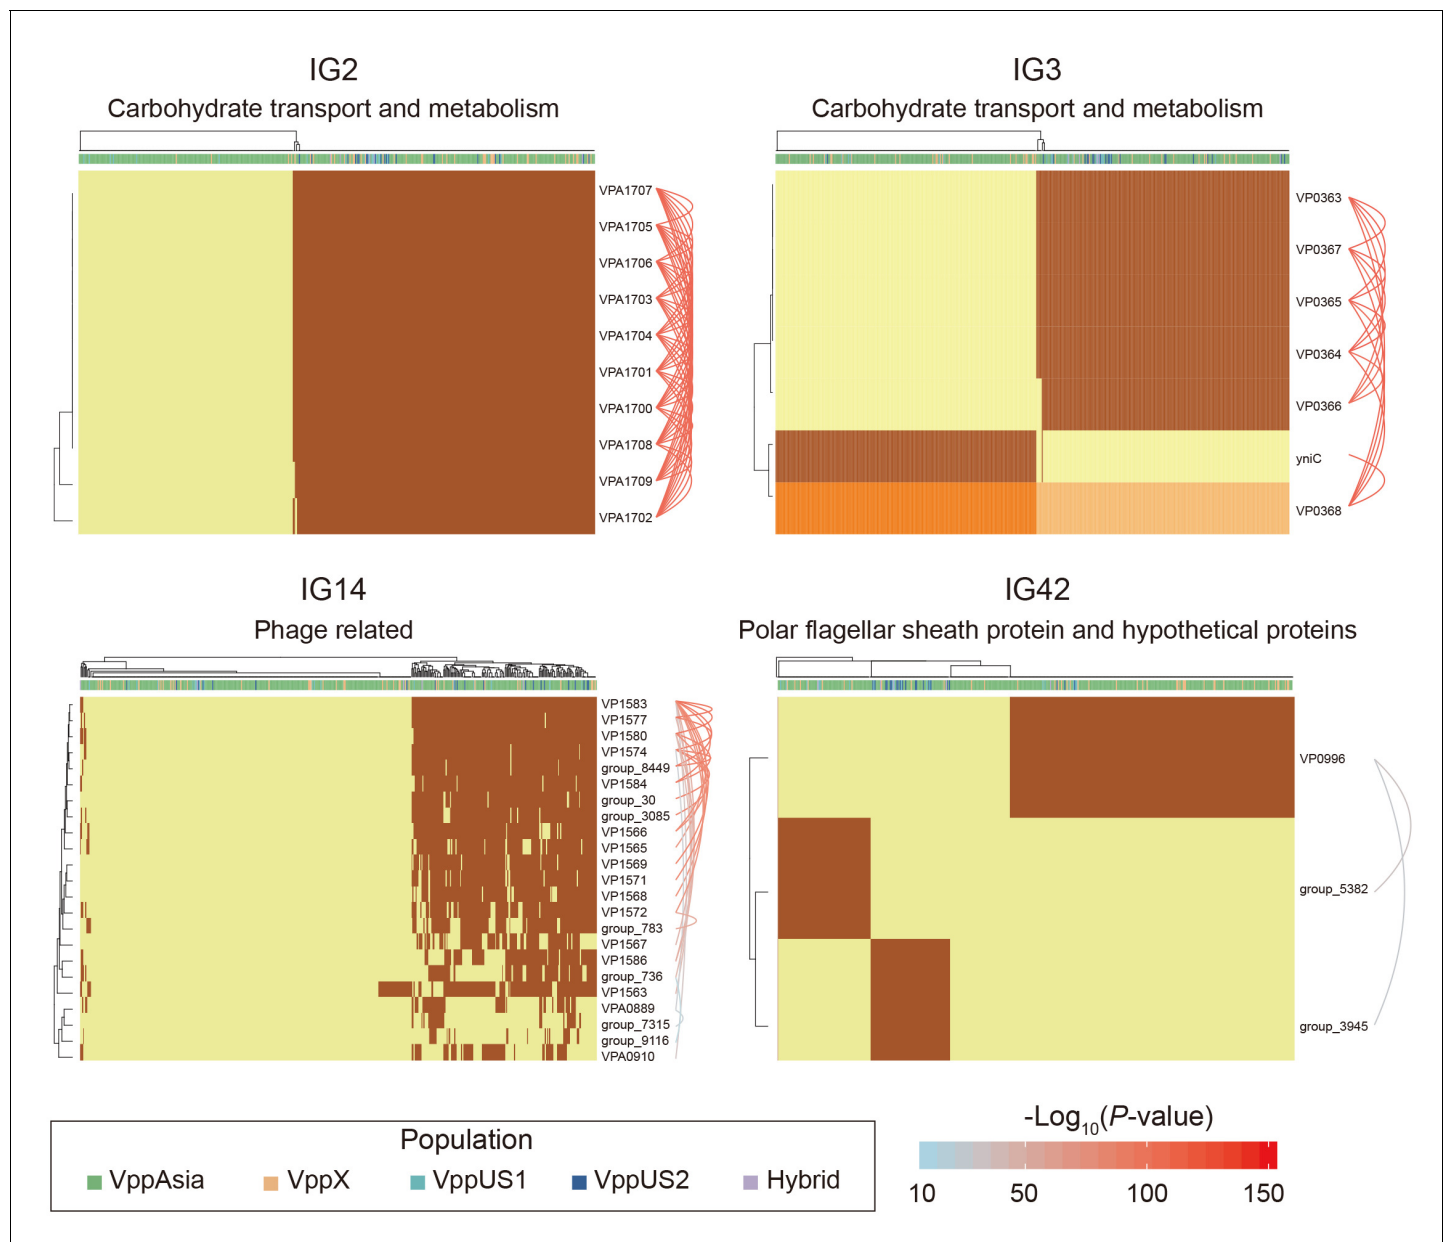 IG2
Carbohydrate transport and metabolism
VPA1707
VPA1705
VPA1706
VPA1703
VPA1704
VPA1701
VPA1700
VPA1708
VPA1709
VPA1702
IG3
Carbohydrate transport and metabolism
VP0363
VP0367
VP0365
VP0364
VP0366
yniC
VP0368
IG14
Phage related
VP1583
VP1577
VP1580
VP1574
group_8449
VP1584
group_30
group_3085
VP1566
VP1565
VP1569
VP1571
VP1568
VP1572
group_783
VP1567
VP1586
group_736
VP1563
VPA0889
group_7315
group_9116
VPA0910
IG42
Polar flagellar sheath protein and hypothetical proteins
VP0996
group_5382
group_3945
Population
VppAsia VppX VppUS1 VppUS2 Hybrid
-Log10(P-value)
10 50 100 150